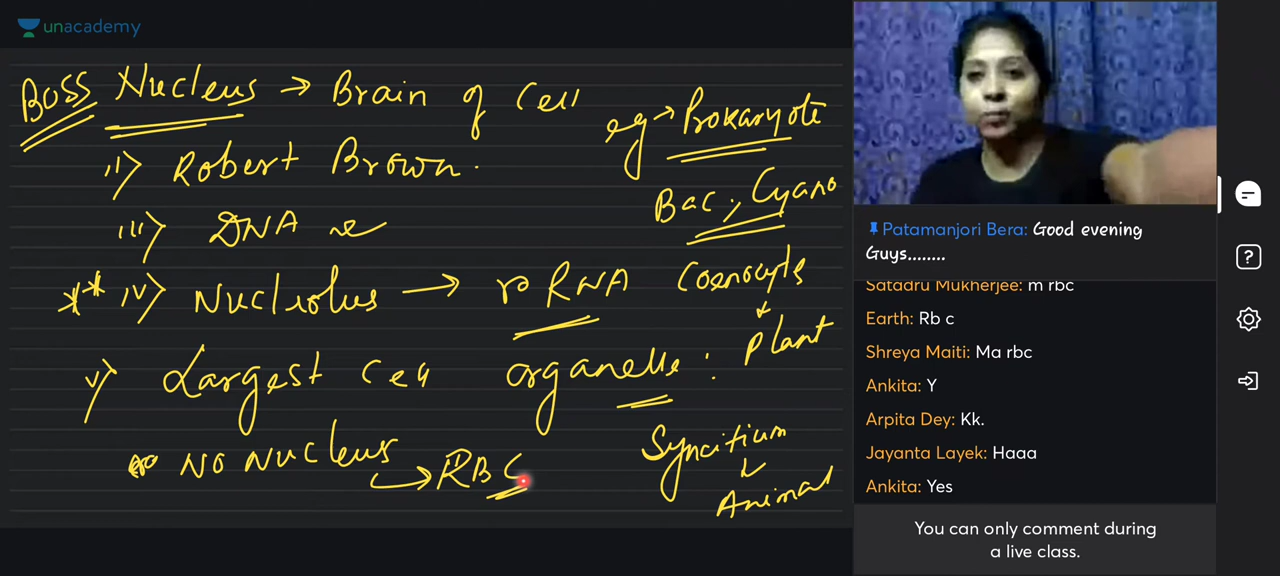 unacademy
BOSS Nucleus → Brain of Cell
ii) Robert Brown.
iii) DNA
** iv) Nucleolus → rRNA
v) Largest cell organelle :
No Nucleus → RBC
eg → Prokaryote
Bac, Cyano
Coenocyte
Plant
Syncitium
Animal
Patamanjori Bera: Good evening
Guys........
Satadru Mukherjee: m rbc
Earth: Rb c
Shreya Maiti: Ma rbc
Ankita: Y
Arpita Dey: Kk.
Jayanta Layek: Haaa
Ankita: Yes
You can only comment during
a live class.